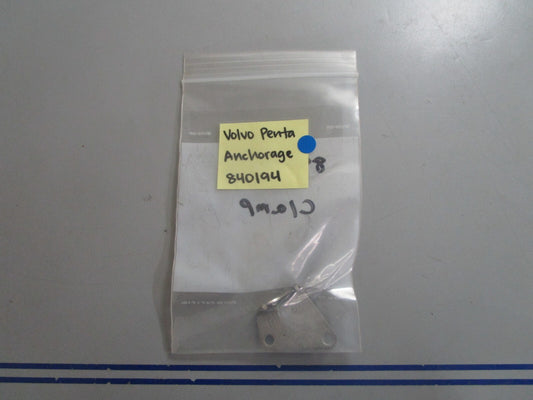 Volvo Penta
Anchorage
840194
Clamp